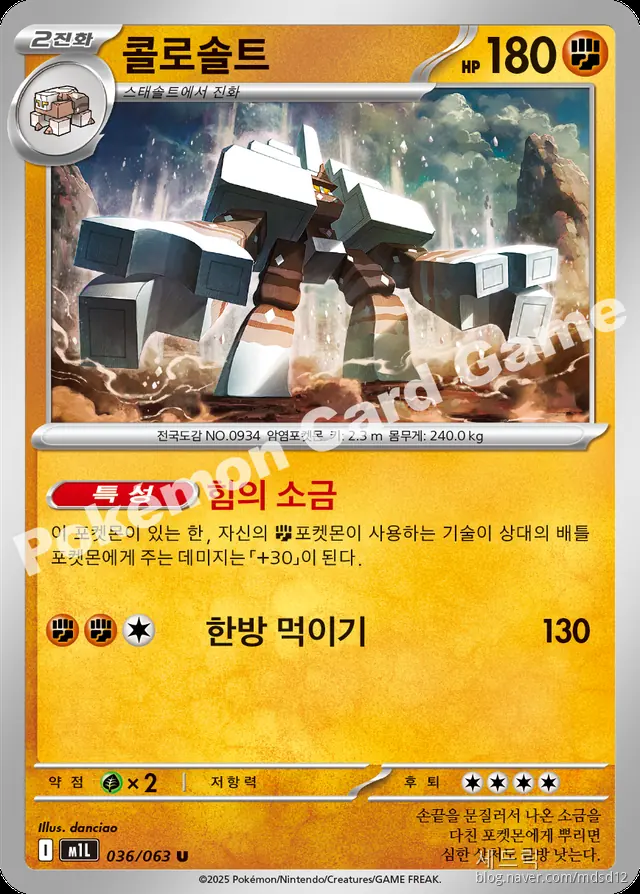 2진화
콜로솔트
HP 180
스태솔트에서 진화
전국도감 NO.0934 암염포켓몬 키: 2.3 m 몸무게: 240.0 kg
특성 힘의 소금
이 포켓몬이 있는 한, 자신의 포켓몬이 사용하는 기술이 상대의 배틀
포켓몬에게 주는 데미지는 「+30」이 된다.
Pokémon Card Game
한방 먹이기 130
약점 ×2 저항력 후퇴
Illus. danciao
손끝을 문질러서 나온 소금을
다친 포켓몬에게 뿌리면
심한 상처도 한방 낫는다.
I M1L 036/063 U
세드릭
blog.naver.com/mdsd12
©2025 Pokémon/Nintendo/Creatures/GAME FREAK.